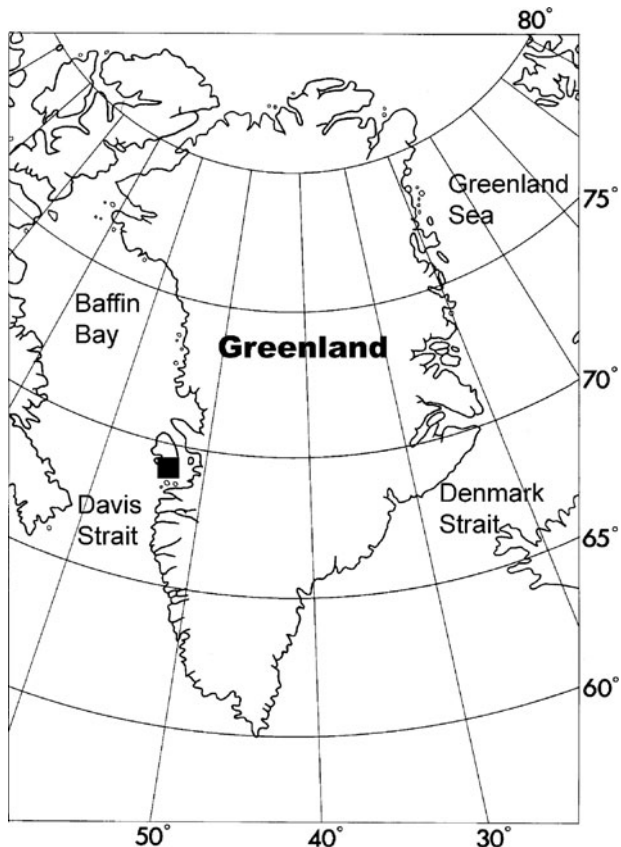 80°
Greenland
Sea
75°
Baffin
Bay
Greenland
70°
Davis
Strait
Denmark
Strait
65°
60°
50°
40°
30°